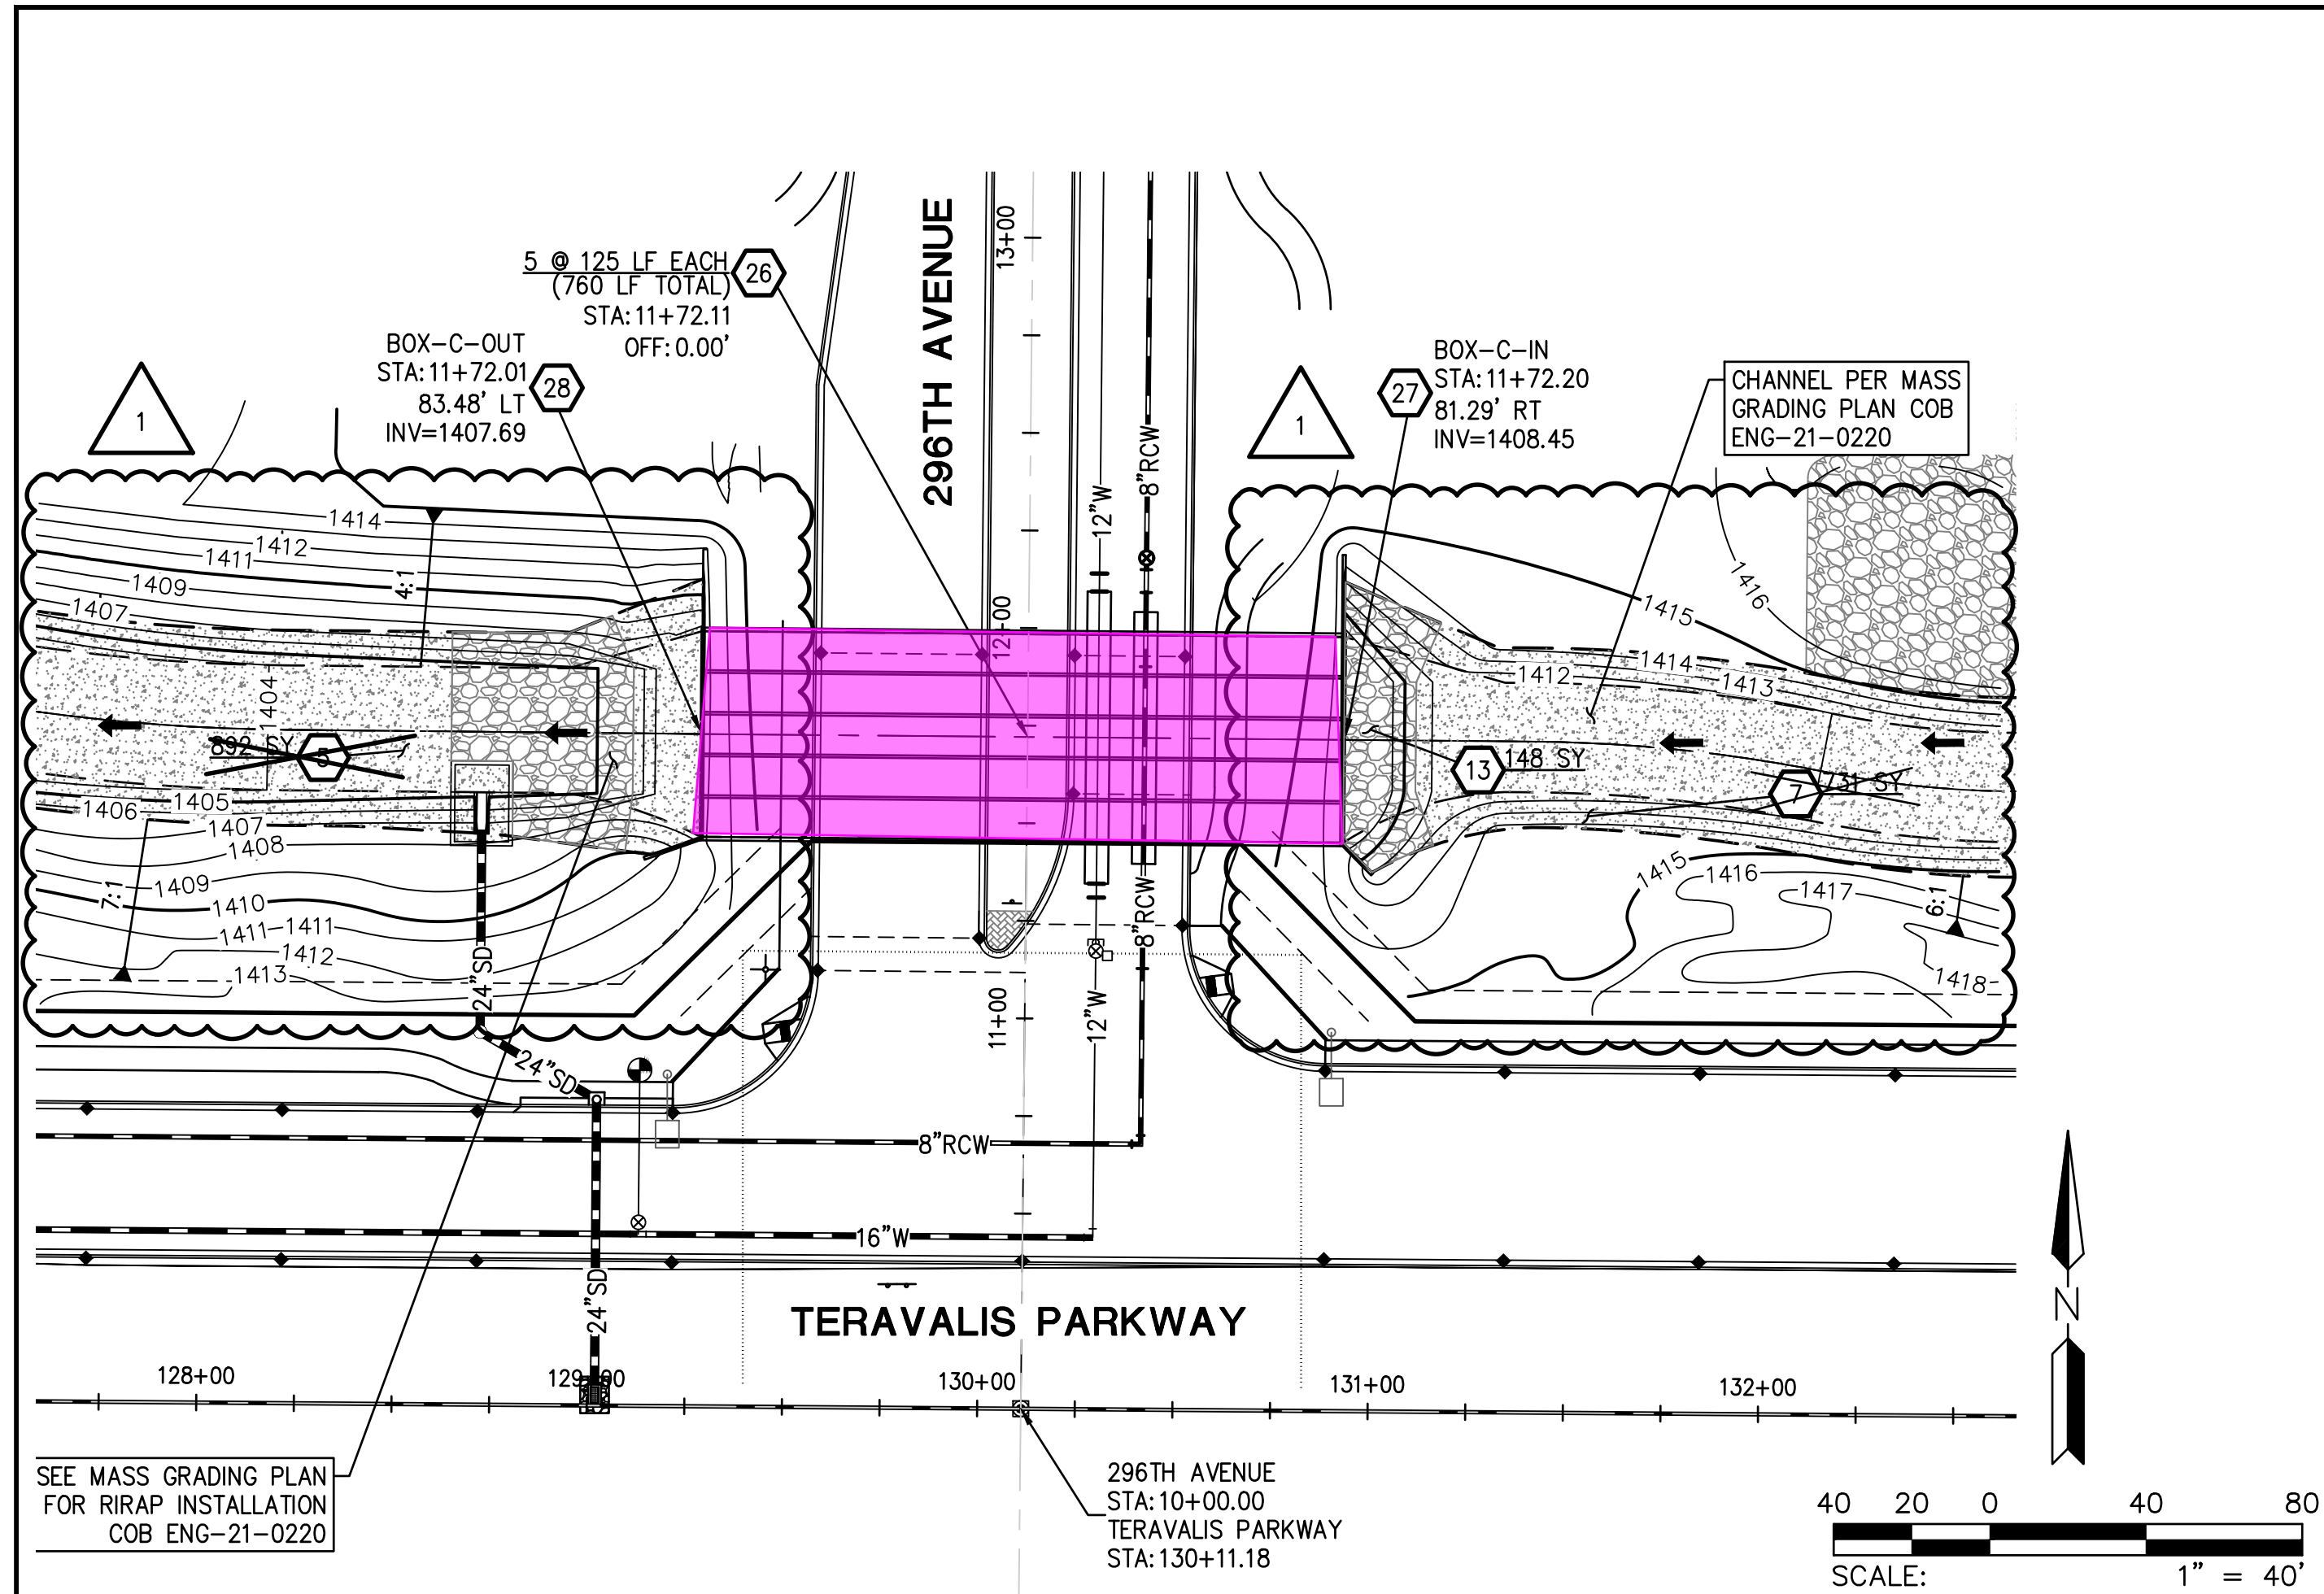 296TH AVENUE
13+00
12+00
11+00
5 @ 125 LF EACH
(760 LF TOTAL)
STA:11+72.11
OFF:0.00'
26
BOX-C-OUT
STA:11+72.01
83.48' LT
INV=1407.69
28
1
BOX-C-IN
STA:11+72.20
81.29' RT
INV=1408.45
27
1
CHANNEL PER MASS
GRADING PLAN COB
ENG-21-0220
12"W
8"RCW
1414
1412
1411
1409
1407
4:1
1404
892 SY
5
1406
1405
1407
1408
1409
1410
1411
1411
1412
1413
7:1
24"SD
24"SD
24"SD
1416
1415
1414
1412
1413
13
148 SY
7
731 SY
1415
1416
1417
1418
6:1
8"RCW
12"W
8"RCW
16"W
TERAVALIS PARKWAY
128+00
129+00
130+00
131+00
132+00
SEE MASS GRADING PLAN
FOR RIRAP INSTALLATION
COB ENG-21-0220
296TH AVENUE
STA:10+00.00
TERAVALIS PARKWAY
STA:130+11.18
N
40 20 0 40 80
SCALE: 1" = 40'